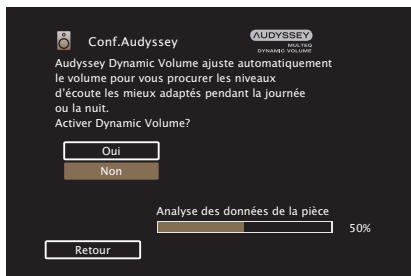 Conf.Audyssey
AUDYSSEY
MULTEQ
DYNAMIC VOLUME
Audyssey Dynamic Volume ajuste automatiquement
le volume pour vous procurer les niveaux
d'écoute les mieux adaptés pendant la journée
ou la nuit.
Activer Dynamic Volume?
Oui
Non
Analyse des données de la pièce
50%
Retour